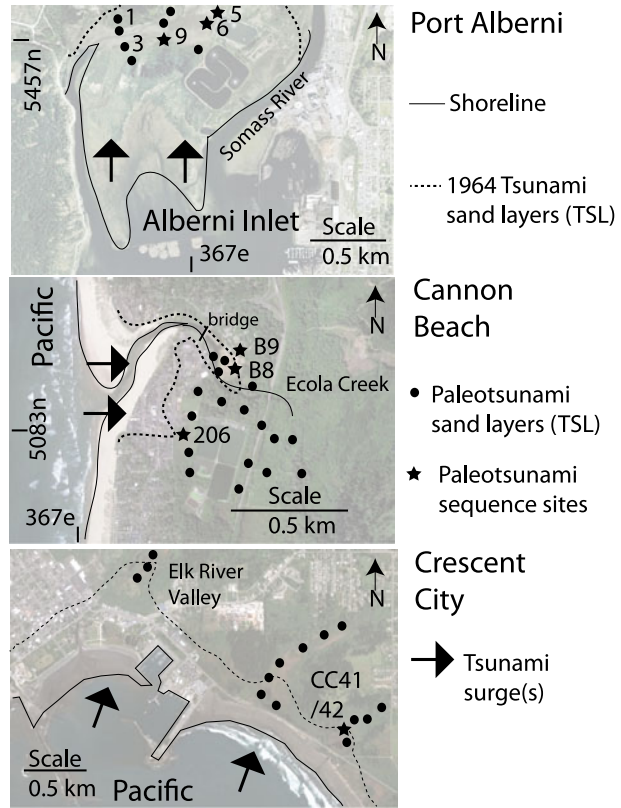 1
3
9
5
6
N
5457n
Somass River
Alberni Inlet
367e
Scale
0.5 km
Port Alberni
Shoreline
1964 Tsunami
sand layers (TSL)
Pacific
bridge
N
B9
B8
Ecola Creek
5083n
206
367e
Scale
0.5 km
Cannon
Beach
Paleotsunami
sand layers (TSL)
Paleotsunami
sequence sites
Elk River
Valley
N
CC41
/42
Scale
0.5 km
Pacific
Crescent
City
Tsunami
surge(s)